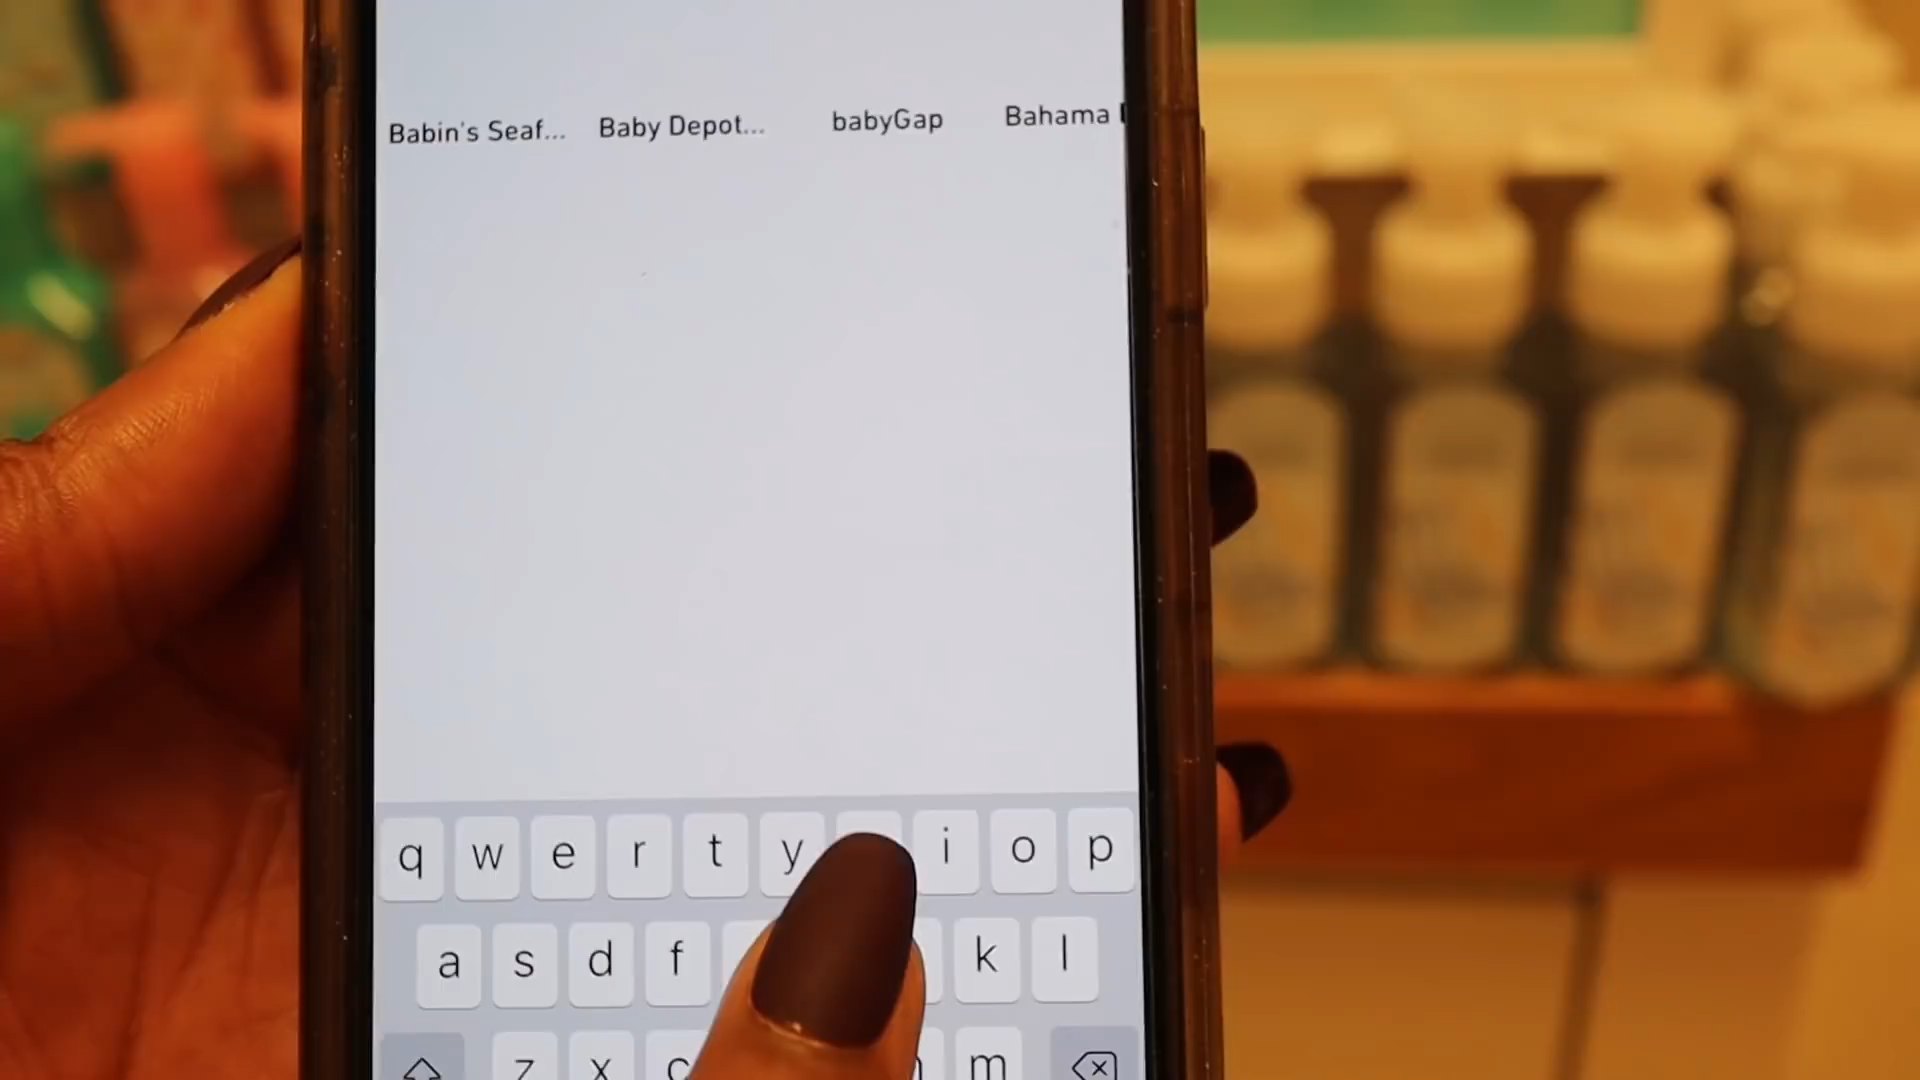 Babin's Seaf... Baby Depot... babyGap Bahama
q w e r t y i o p
a s d f k l
z x c m